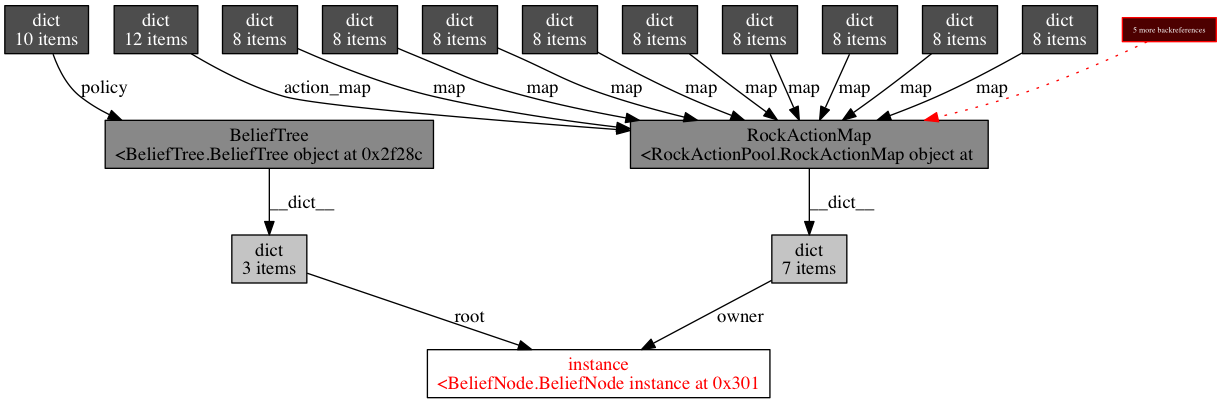 dict
10 items
dict
12 items
dict
8 items
dict
8 items
dict
8 items
dict
8 items
dict
8 items
dict
8 items
dict
8 items
dict
8 items
dict
8 items
5 more backreferences
policy
action_map
map
map
map
map
map
map
map
map
map
BeliefTree
<BeliefTree.BeliefTree object at 0x2f28c
RockActionMap
<RockActionPool.RockActionMap object at
__dict__
__dict__
dict
3 items
dict
7 items
root
owner
instance
<BeliefNode.BeliefNode instance at 0x301